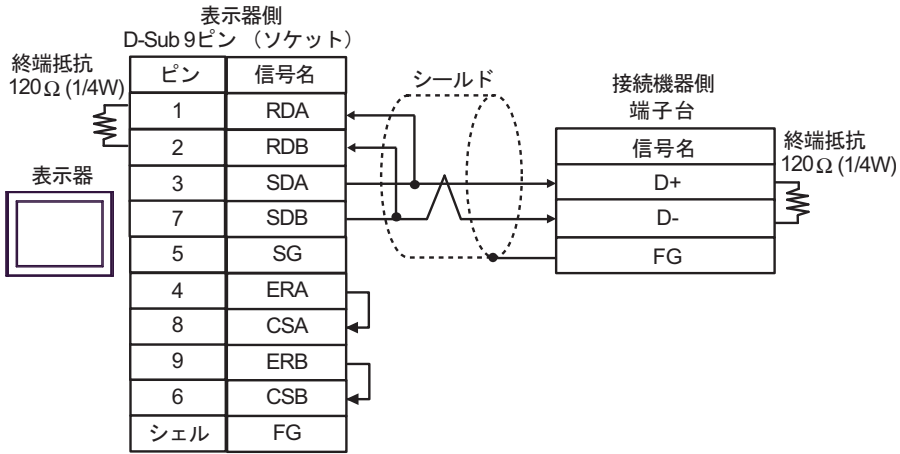 表示器側
D-Sub 9ピン （ソケット）
終端抵抗
120Ω (1/4W)
ピン 信号名
1 RDA
2 RDB
3 SDA
7 SDB
5 SG
4 ERA
8 CSA
9 ERB
6 CSB
シェル FG
表示器
シールド
接続機器側
端子台
信号名
D+
D-
FG
終端抵抗
120Ω (1/4W)